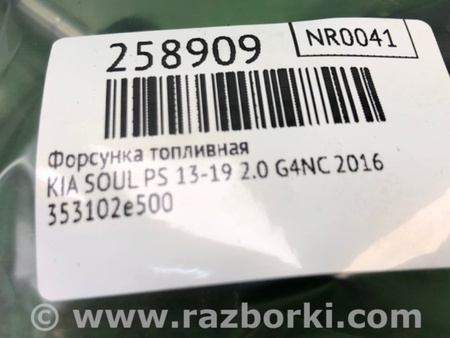 258909
NR0041
Форсунка топливная
KIA SOUL PS 13-19 2.0 G4NC 2016
353102e500
© www.razborki.com